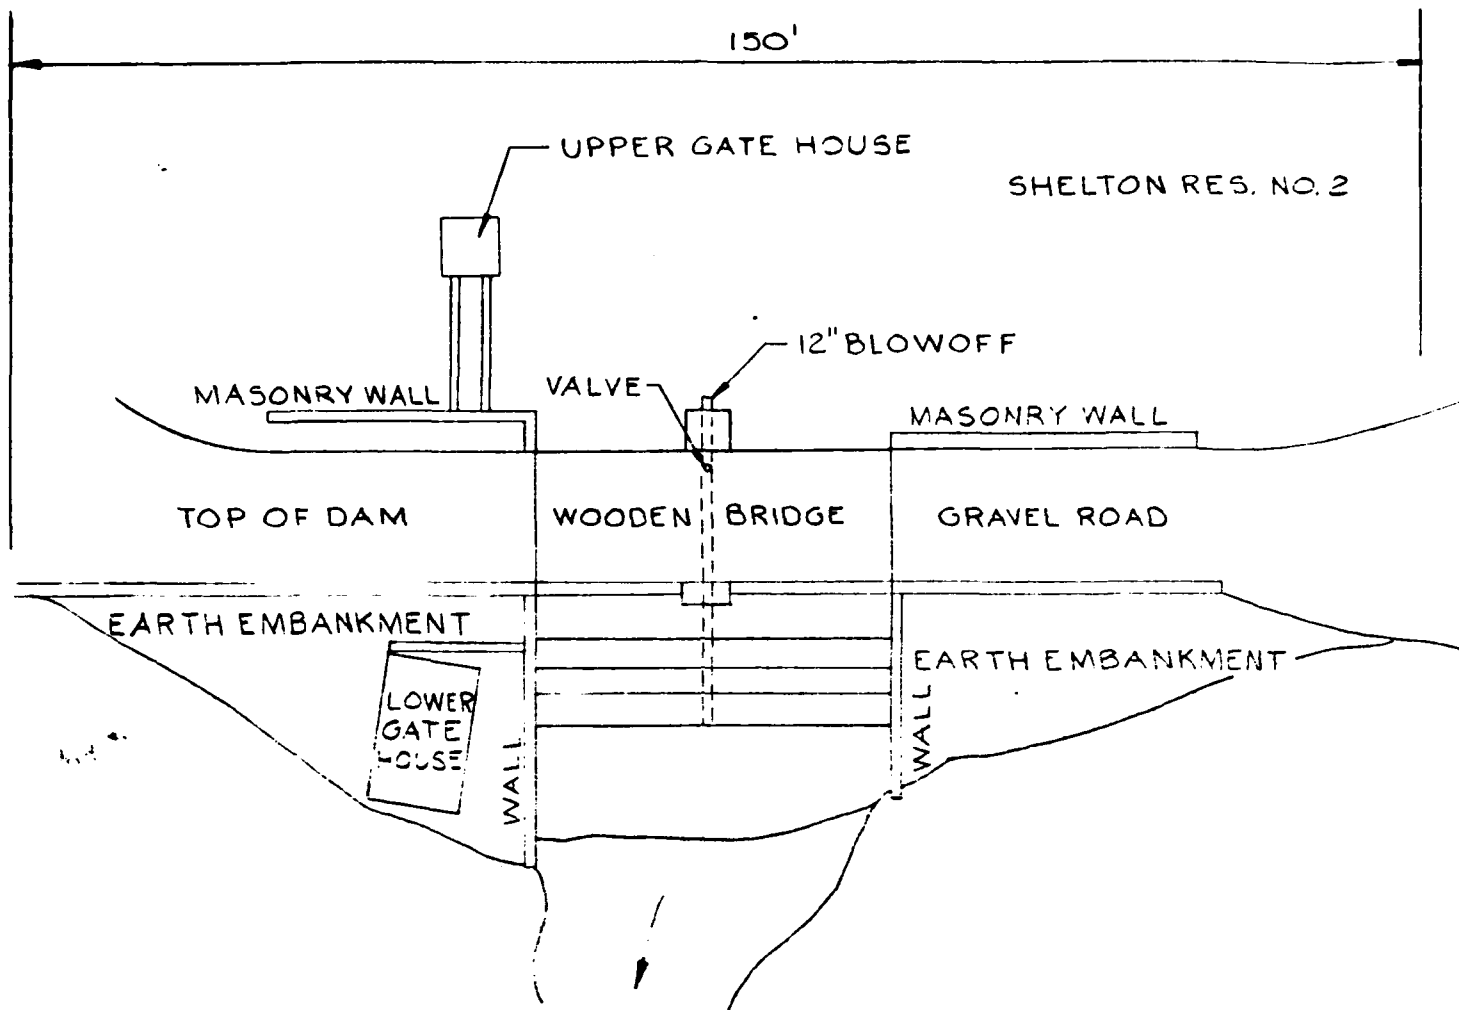 150'
UPPER GATE HOUSE
SHELTON RES. NO. 2
12" BLOWOFF
VALVE
MASONRY WALL
MASONRY WALL
TOP OF DAM
WOODEN BRIDGE
GRAVEL ROAD
EARTH EMBANKMENT
EARTH EMBANKMENT
LOWER
GATE
HOUSE
WALL
WALL